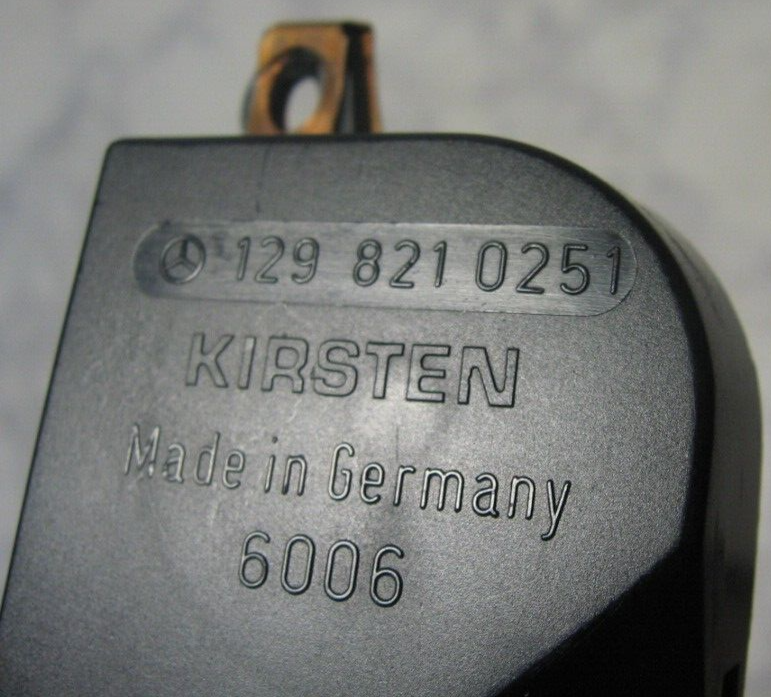 129 821 0251
KIRSTEN
Made in Germany
6006